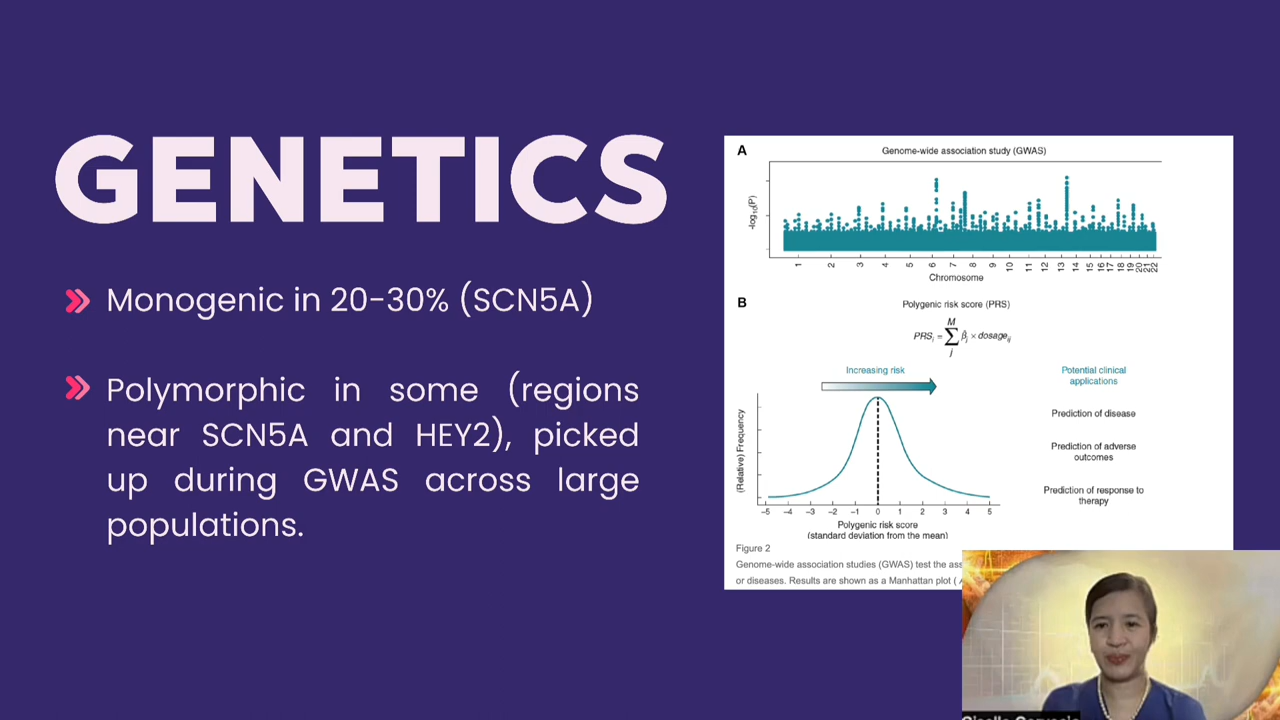 GENETICS
Monogenic in 20-30% (SCN5A)
Polymorphic in some (regions
near SCN5A and HEY2), picked
up during GWAS across large
populations.
A
Genome-wide association study (GWAS)
-log10(P)
1 2 3 4 5 6 7 8 9 10 11 12 13 14 15 16 17 18 19 20 21 22
Chromosome
B
Polygenic risk score (PRS)
PRSi = M ∑ j β̂j × dosageij
Increasing risk
(Relative) Frequency
−5 −4 −3 −2 −1 0 1 2 3 4 5
Polygenic risk score
(standard deviation from the mean)
Potential clinical
applications
Prediction of disease
Prediction of adverse
outcomes
Prediction of response to
therapy
Figure 2
Genome-wide association studies (GWAS) test the
or diseases. Results are shown as a Manhattan plot (